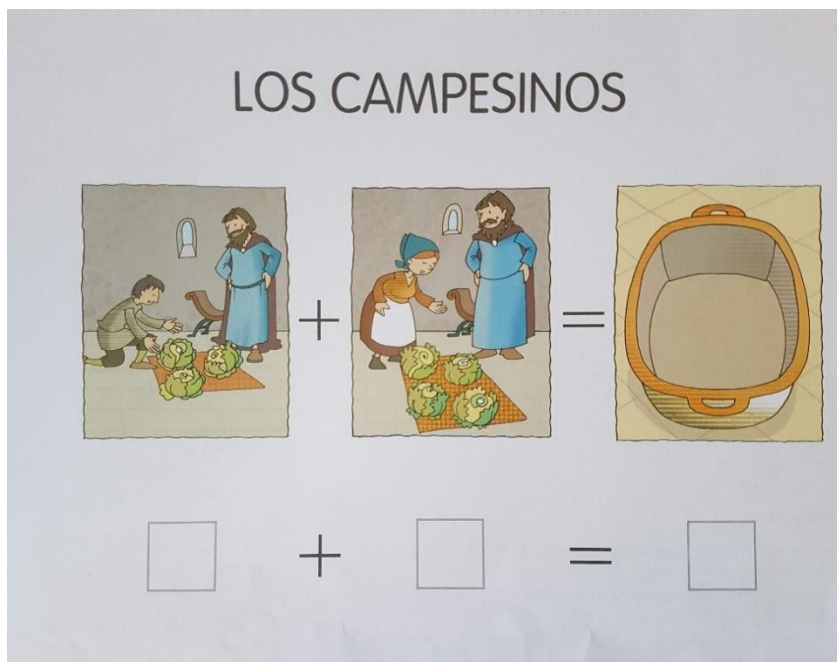 LOS CAMPESINOS
+ =
+ =